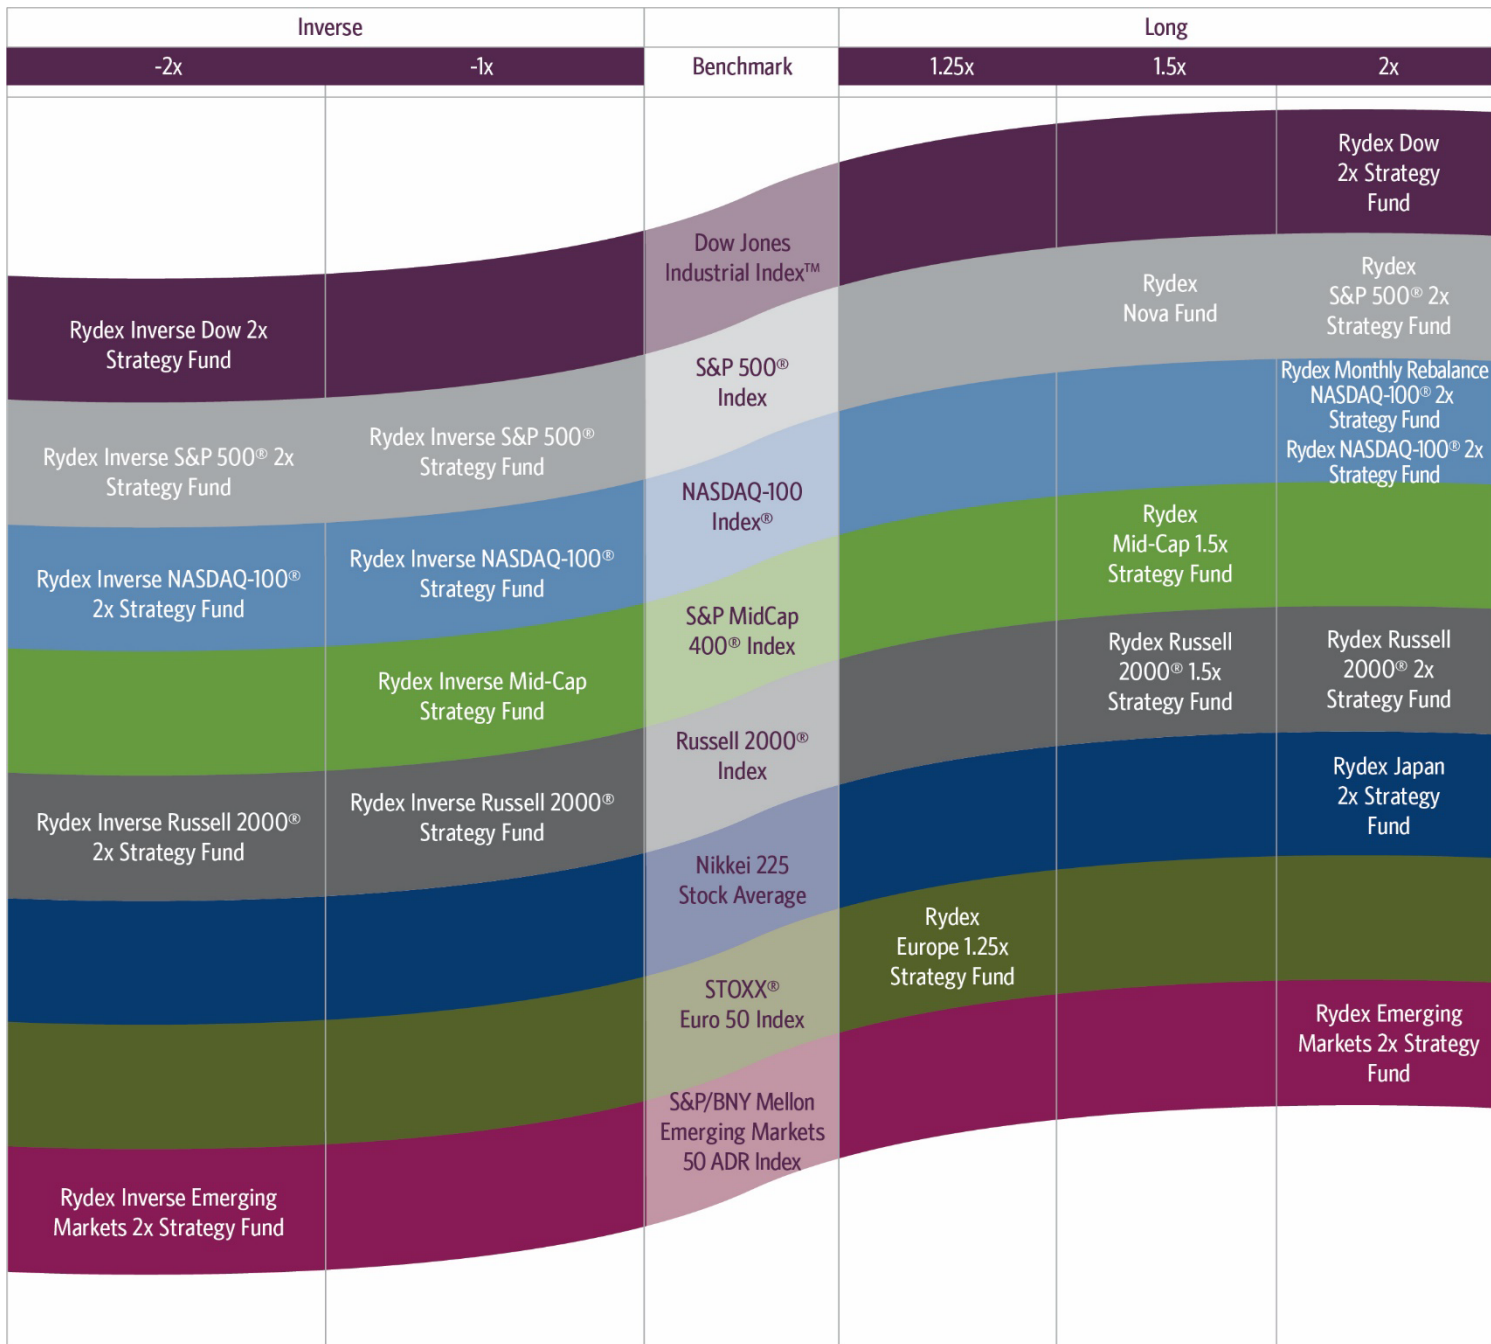 Inverse
Long
-2x
-1x
Benchmark
1.25x
1.5x
2x
Rydex Inverse Dow 2x
Strategy Fund
Dow Jones
Industrial Index™
Rydex Dow
2x Strategy
Fund
Rydex Inverse S&P 500® 2x
Strategy Fund
Rydex Inverse S&P 500®
Strategy Fund
S&P 500®
Index
Rydex
Nova Fund
Rydex
S&P 500® 2x
Strategy Fund
Rydex Inverse NASDAQ-100®
2x Strategy Fund
Rydex Inverse NASDAQ-100®
Strategy Fund
NASDAQ-100
Index®
Rydex Monthly Rebalance
NASDAQ-100® 2x
Strategy Fund
Rydex NASDAQ-100® 2x
Strategy Fund
Rydex Inverse Mid-Cap
Strategy Fund
S&P MidCap
400® Index
Rydex
Mid-Cap 1.5x
Strategy Fund
Rydex Inverse Russell 2000®
2x Strategy Fund
Rydex Inverse Russell 2000®
Strategy Fund
Russell 2000®
Index
Rydex Russell
2000® 1.5x
Strategy Fund
Rydex Russell
2000® 2x
Strategy Fund
Nikkei 225
Stock Average
Rydex Japan
2x Strategy
Fund
STOXX®
Euro 50 Index
Rydex
Europe 1.25x
Strategy Fund
Rydex Inverse Emerging
Markets 2x Strategy Fund
S&P/BNY Mellon
Emerging Markets
50 ADR Index
Rydex Emerging
Markets 2x Strategy
Fund